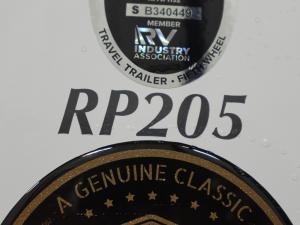 S B340449
MEMBER
RV
INDUSTRY
ASSOCIATION
TRAVEL TRAILER - FIFTH WHEEL
RP205
A GENUINE CLASSIC